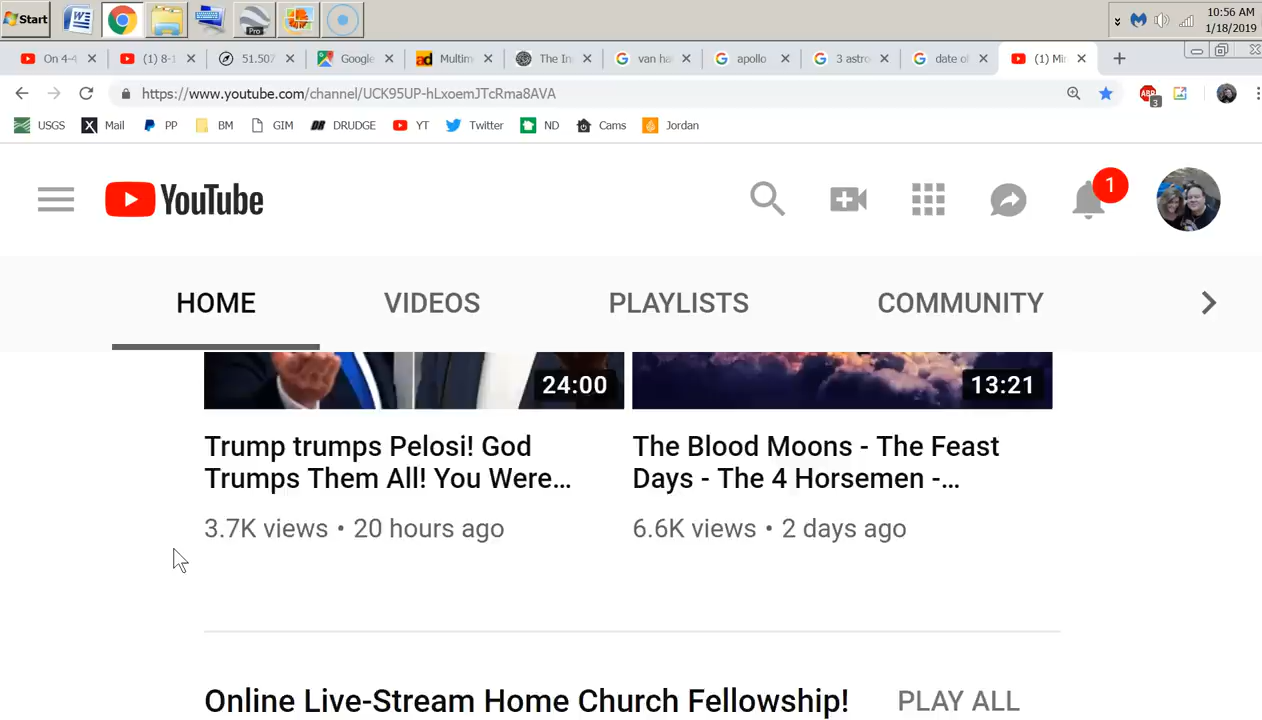 Start
Pro
10:56 AM
1/18/2019
On 4-4
(1) 8-1
51.507
Google
Multim
The In
van ha
apollo
3 astro
date of
(1) Mi
https://www.youtube.com/channel/UCK95UP-hLxoemJTcRma8AVA
ABP
3
USGS
Mail
PP
BM
GIM
DRUDGE
YT
Twitter
ND
Cams
Jordan
YouTube
1
HOME VIDEOS PLAYLISTS COMMUNITY
24:00
13:21
Trump trumps Pelosi! God
Trumps Them All! You Were...
3.7K views • 20 hours ago
The Blood Moons - The Feast
Days - The 4 Horsemen -...
6.6K views • 2 days ago
Online Live-Stream Home Church Fellowship! PLAY ALL